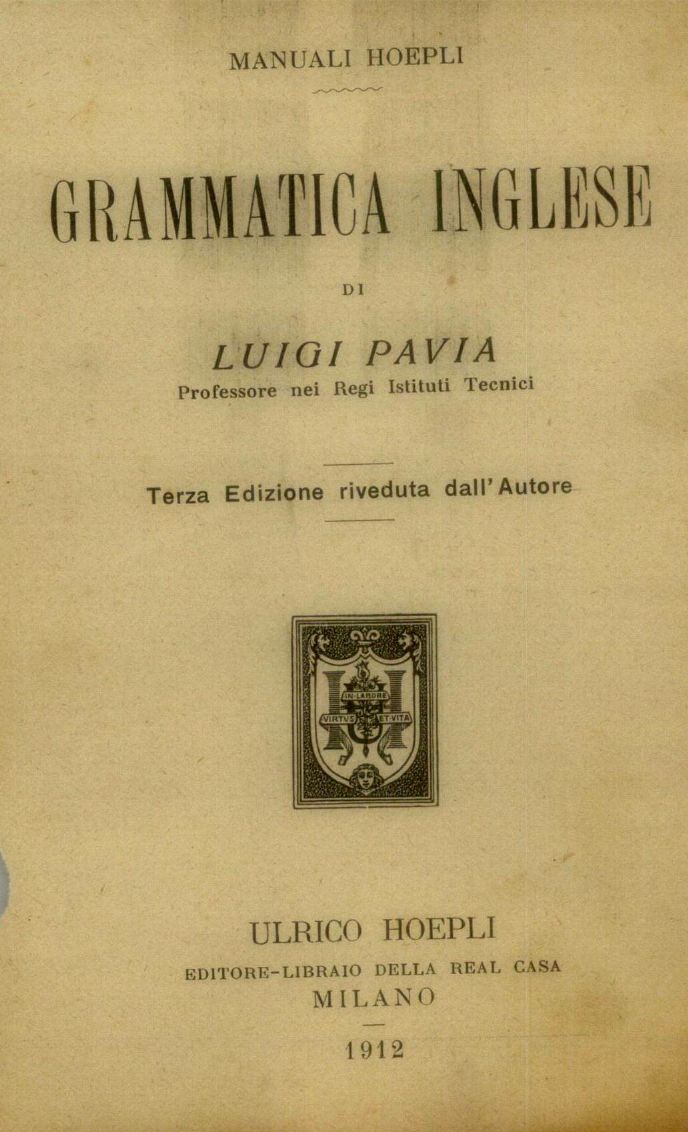 MANUALI HOEPLI
GRAMMATICA INGLESE
DI
LUIGI PAVIA
Professore nei Regi Istituti Tecnici
Terza Edizione riveduta dall'Autore
IN·LABORE
VIRTVS ET·VITA
ULRICO HOEPLI
EDITORE-LIBRAIO DELLA REAL CASA
MILANO
1912